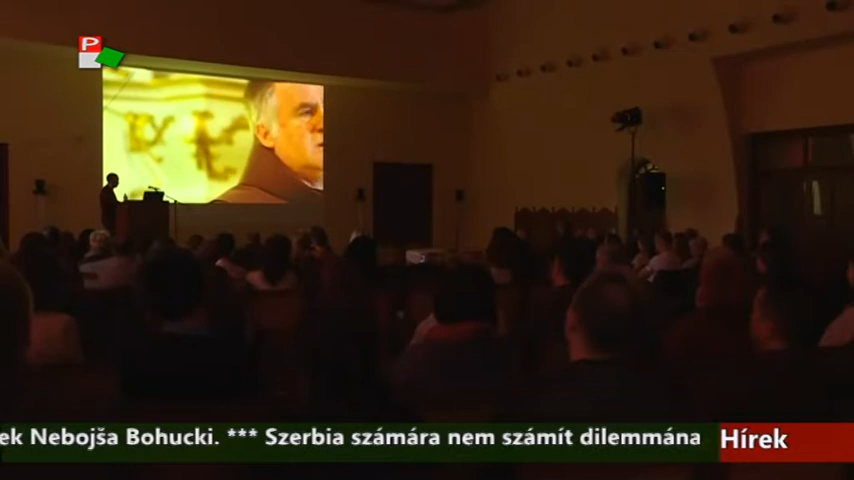 P
ek Nebojša Bohucki. *** Szerbia számára nem számít dilemmána
Hírek